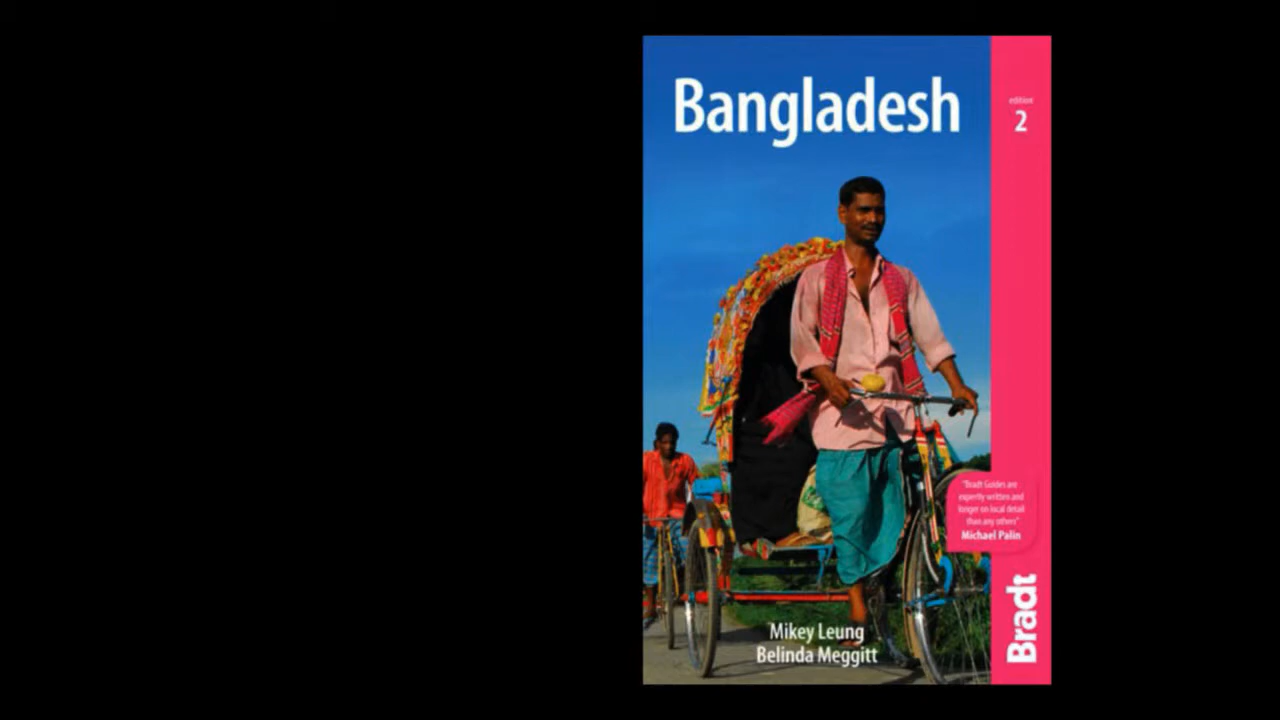 Bangladesh
edition
2
"Bradt Guides are
expertly written and
longer on local detail
than any others"
Michael Palin
Bradt
Mikey Leung
Belinda Meggitt